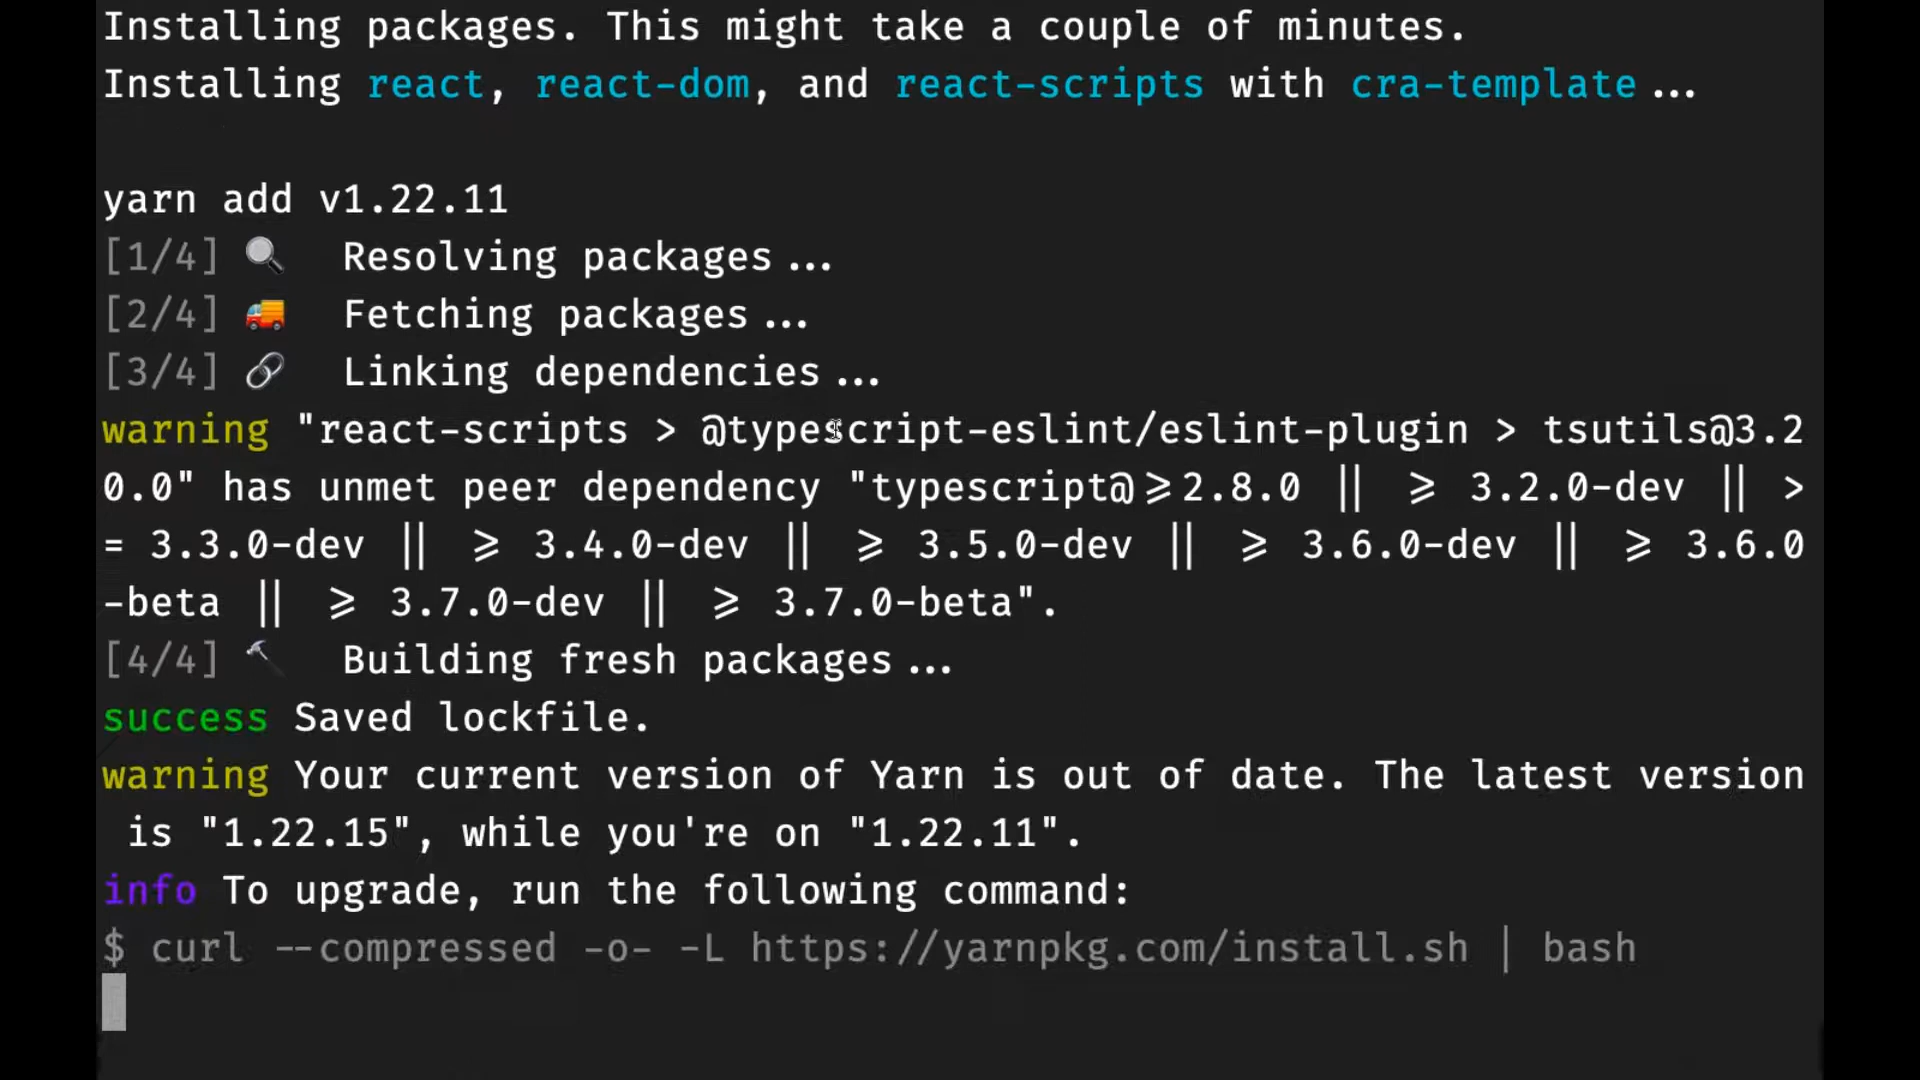 Installing packages. This might take a couple of minutes.
Installing react, react-dom, and react-scripts with cra-template...
yarn add v1.22.11
[1/4] 🔍 Resolving packages...
[2/4] 🚚 Fetching packages...
[3/4] 🔗 Linking dependencies...
warning "react-scripts > @typescript-eslint/eslint-plugin > tsutils@3.2
0.0" has unmet peer dependency "typescript@>=2.8.0 || >= 3.2.0-dev || >
= 3.3.0-dev || >= 3.4.0-dev || >= 3.5.0-dev || >= 3.6.0-dev || >= 3.6.0
-beta || >= 3.7.0-dev || >= 3.7.0-beta".
[4/4] 🔨 Building fresh packages...
success Saved lockfile.
warning Your current version of Yarn is out of date. The latest version
is "1.22.15", while you're on "1.22.11".
info To upgrade, run the following command:
$ curl --compressed -o- -L https://yarnpkg.com/install.sh | bash